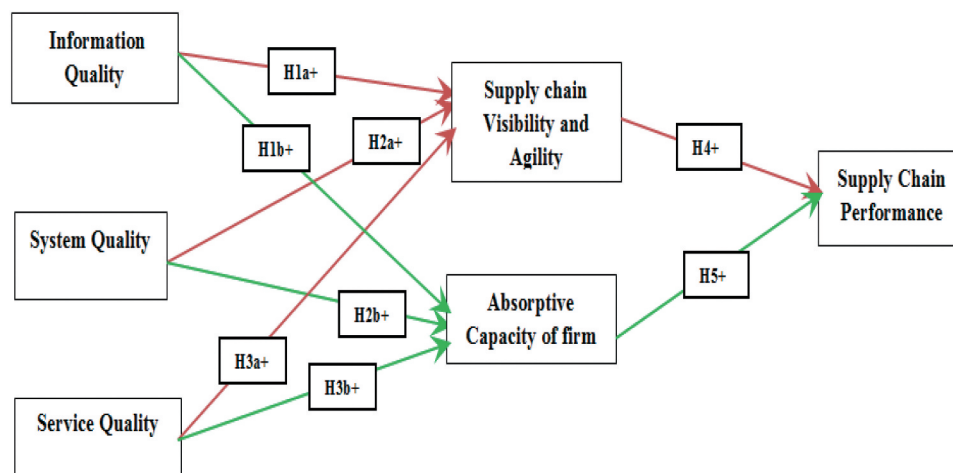 Information
Quality
H1a+
Supply chain
Visibility and
Agility
H1b+
H2a+
H4+
Supply Chain
Performance
System Quality
H2b+
Absorptive
Capacity of firm
H5+
H3a+
H3b+
Service Quality